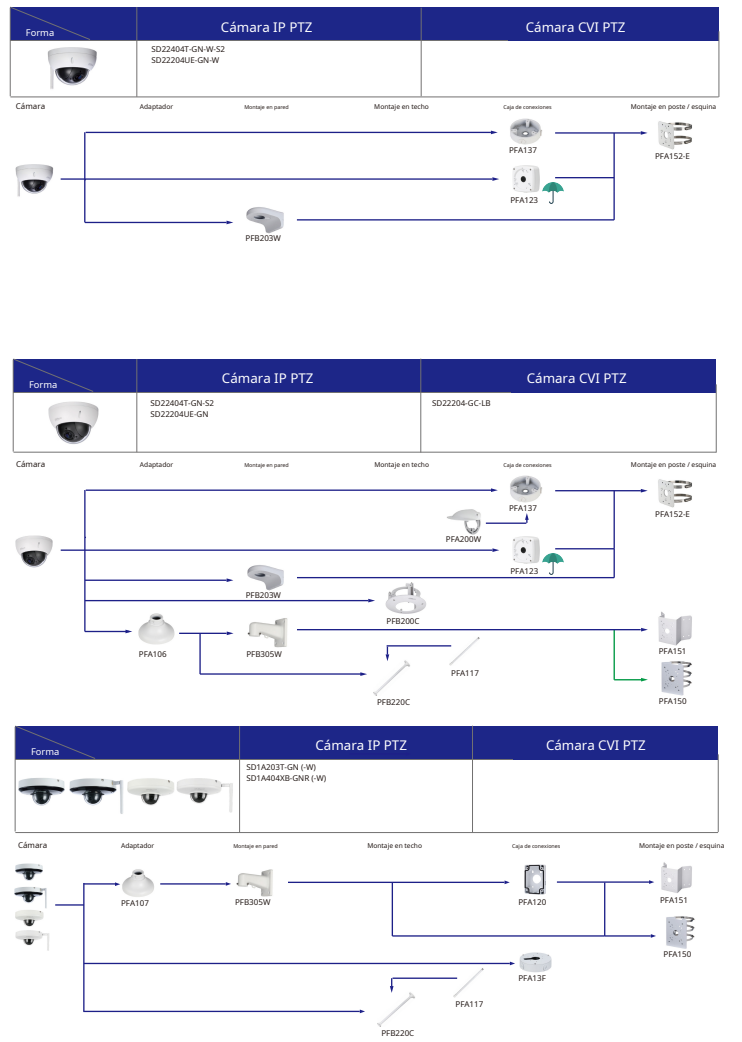 Forma
Cámara IP PTZ
Cámara CVI PTZ
SD22404T-GN-W-S2
SD22204UE-GN-W
Cámara
Adaptador
Montaje en pared
Montaje en techo
Caja de conexiones
Montaje en poste / esquina
PFA137
PFA152-E
PFA123
PFB203W
Forma
Cámara IP PTZ
Cámara CVI PTZ
SD22404T-GN-S2
SD22204UE-GN
SD22204-GC-LB
Cámara
Adaptador
Montaje en pared
Montaje en techo
Caja de conexiones
Montaje en poste / esquina
PFA137
PFA152-E
PFA200W
PFA123
PFB203W
PFB200C
PFA106
PFB305W
PFA151
PFA117
PFB220C
PFA150
Forma
Cámara IP PTZ
Cámara CVI PTZ
SD1A203T-GN (-W)
SD1A404XB-GNR (-W)
Cámara
Adaptador
Montaje en pared
Montaje en techo
Caja de conexiones
Montaje en poste / esquina
PFA107
PFB305W
PFA120
PFA151
PFA150
PFA13F
PFA117
PFB220C